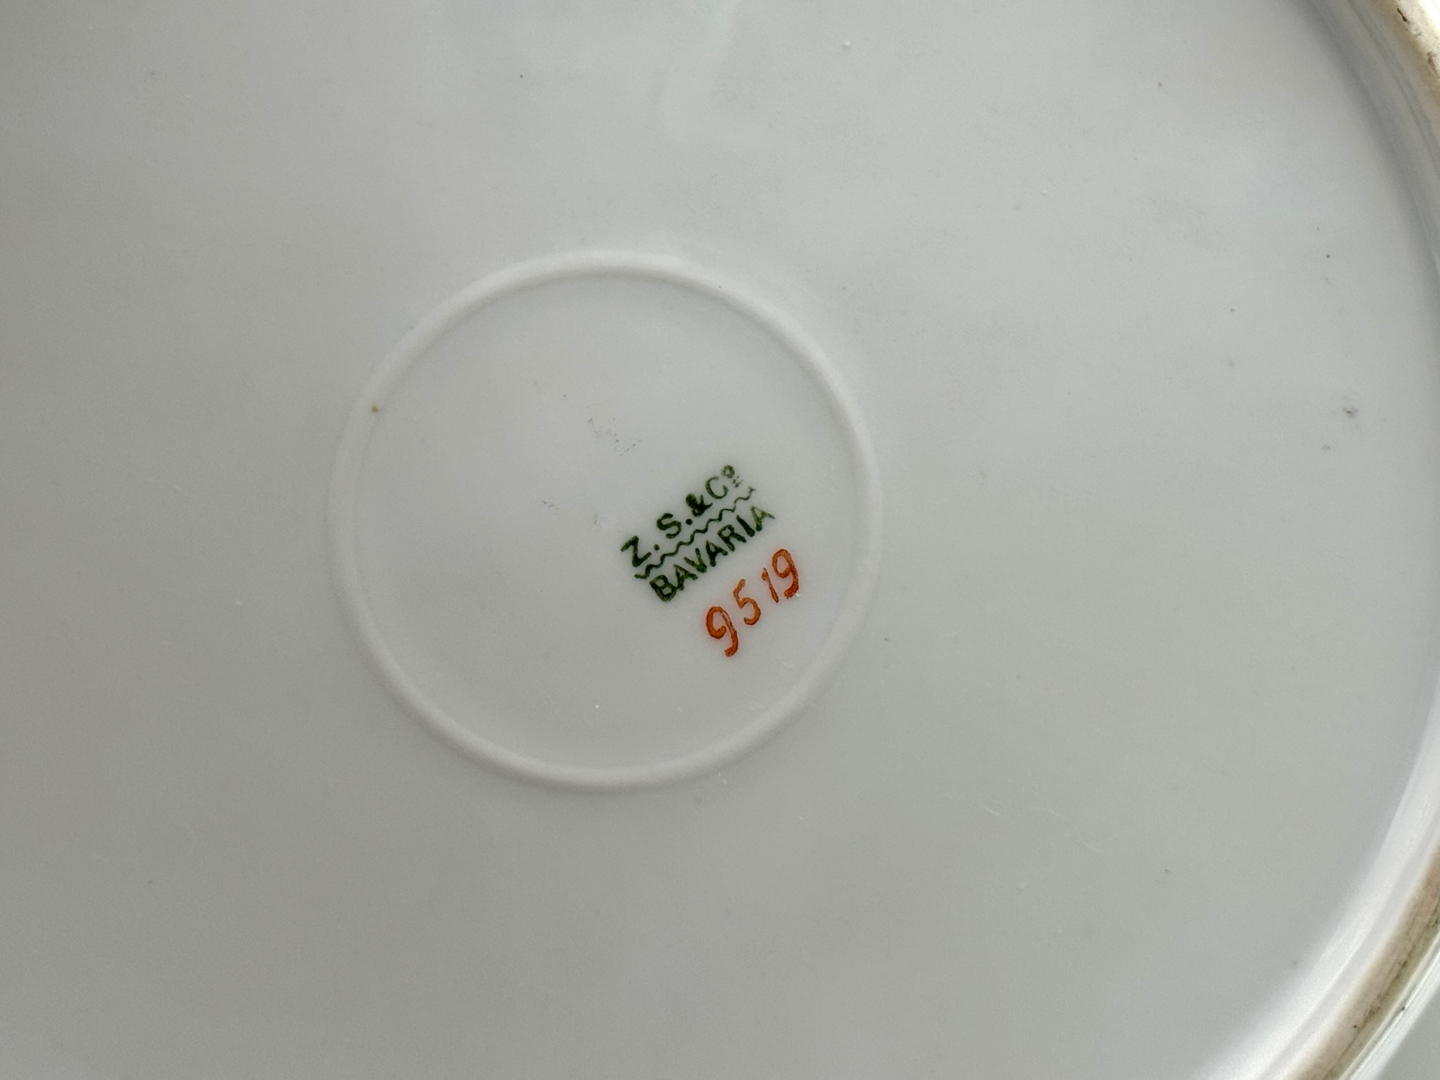 Z. S. & Cº
BAVARIA
9519